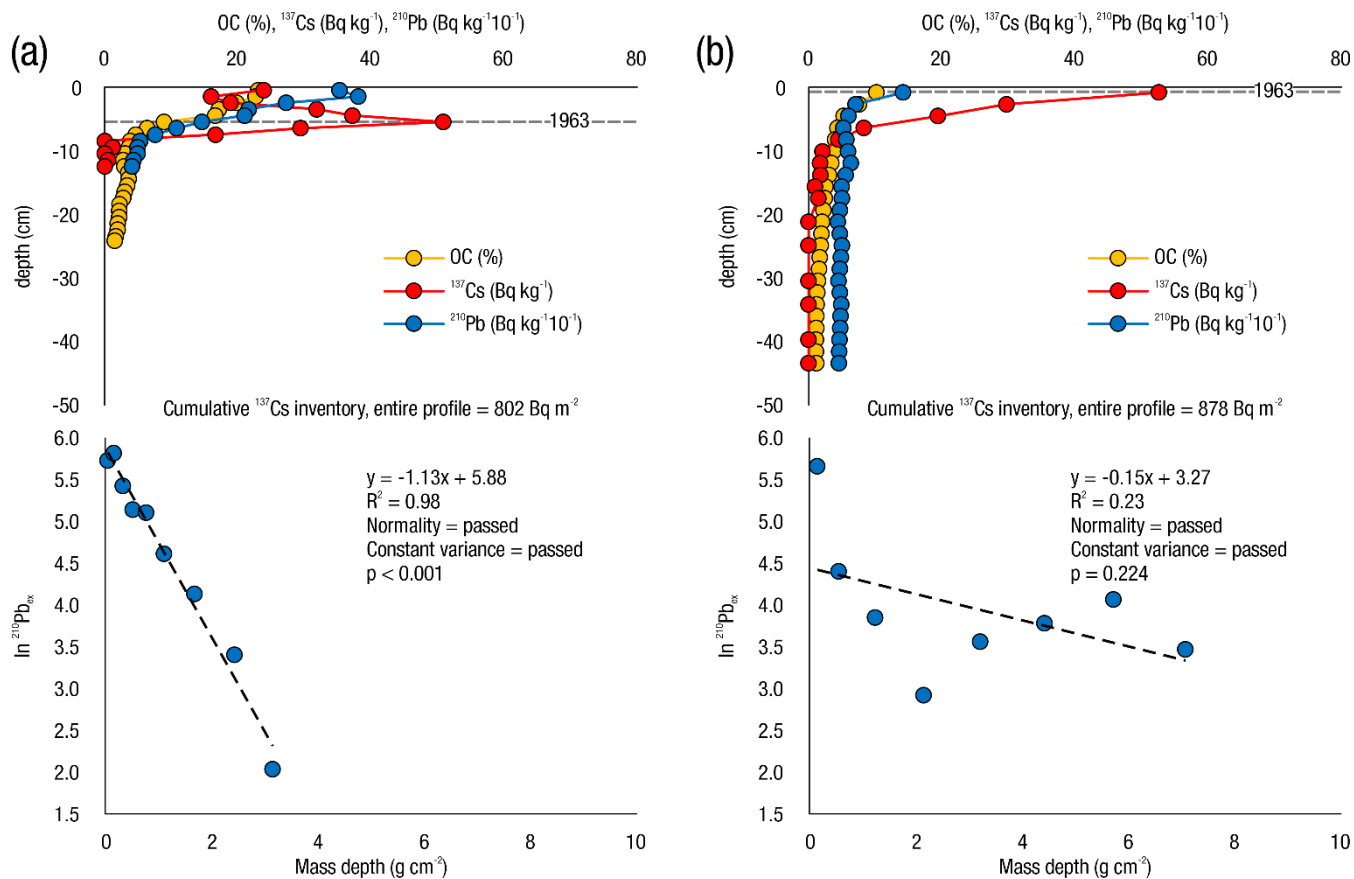 (a)
OC (%), ¹³⁷Cs (Bq kg⁻¹), ²¹⁰Pb (Bq kg⁻¹10⁻¹)
0 20 40 60 80
0
-10
-20
-30
-40
-50
depth (cm)
1963
OC (%)
¹³⁷Cs (Bq kg⁻¹)
²¹⁰Pb (Bq kg⁻¹10⁻¹)
Cumulative ¹³⁷Cs inventory, entire profile = 802 Bq m⁻²
6.0
5.5
5.0
4.5
4.0
3.5
3.0
2.5
2.0
1.5
ln ²¹⁰Pbₑₓ
y = -1.13x + 5.88
R² = 0.98
Normality = passed
Constant variance = passed
p < 0.001
0 2 4 6 8 10
Mass depth (g cm⁻²)
(b)
OC (%), ¹³⁷Cs (Bq kg⁻¹), ²¹⁰Pb (Bq kg⁻¹10⁻¹)
0 20 40 60 80
0
-10
-20
-30
-40
-50
depth (cm)
1963
OC (%)
¹³⁷Cs (Bq kg⁻¹)
²¹⁰Pb (Bq kg⁻¹10⁻¹)
Cumulative ¹³⁷Cs inventory, entire profile = 878 Bq m⁻²
6.0
5.5
5.0
4.5
4.0
3.5
3.0
2.5
2.0
1.5
ln ²¹⁰Pbₑₓ
y = -0.15x + 3.27
R² = 0.23
Normality = passed
Constant variance = passed
p = 0.224
0 2 4 6 8 10
Mass depth (g cm⁻²)